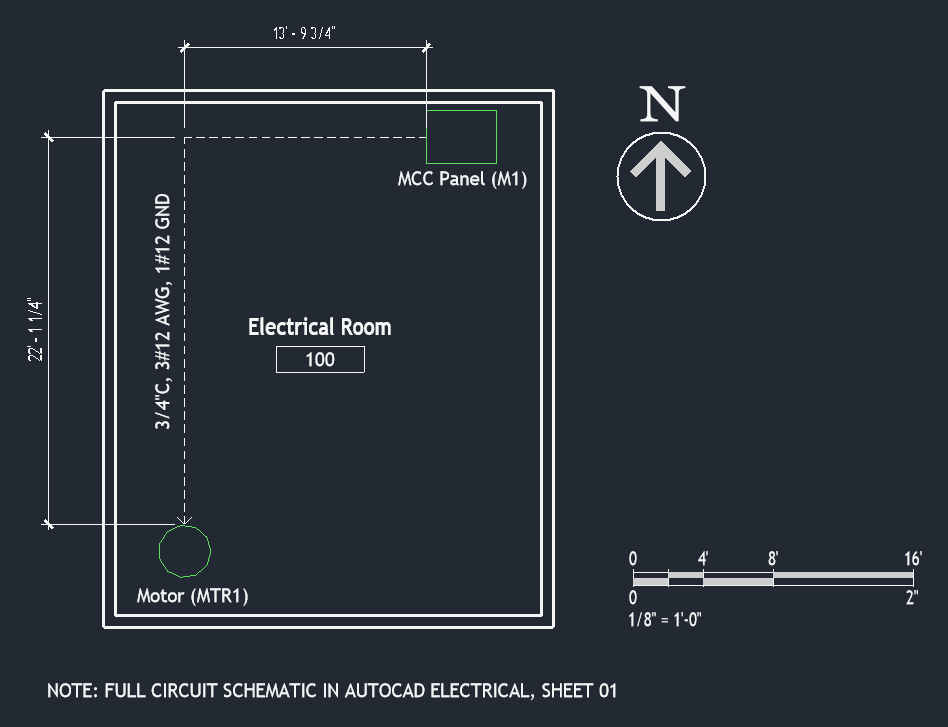 13' - 9 3/4"
N
MCC Panel (M1)
3/4"C, 3#12 AWG, 1#12 GND
22' - 1 1/4"
Electrical Room
100
Motor (MTR1)
0 4' 8' 16'
0 2"
1/8" = 1'-0"
NOTE: FULL CIRCUIT SCHEMATIC IN AUTOCAD ELECTRICAL, SHEET 01